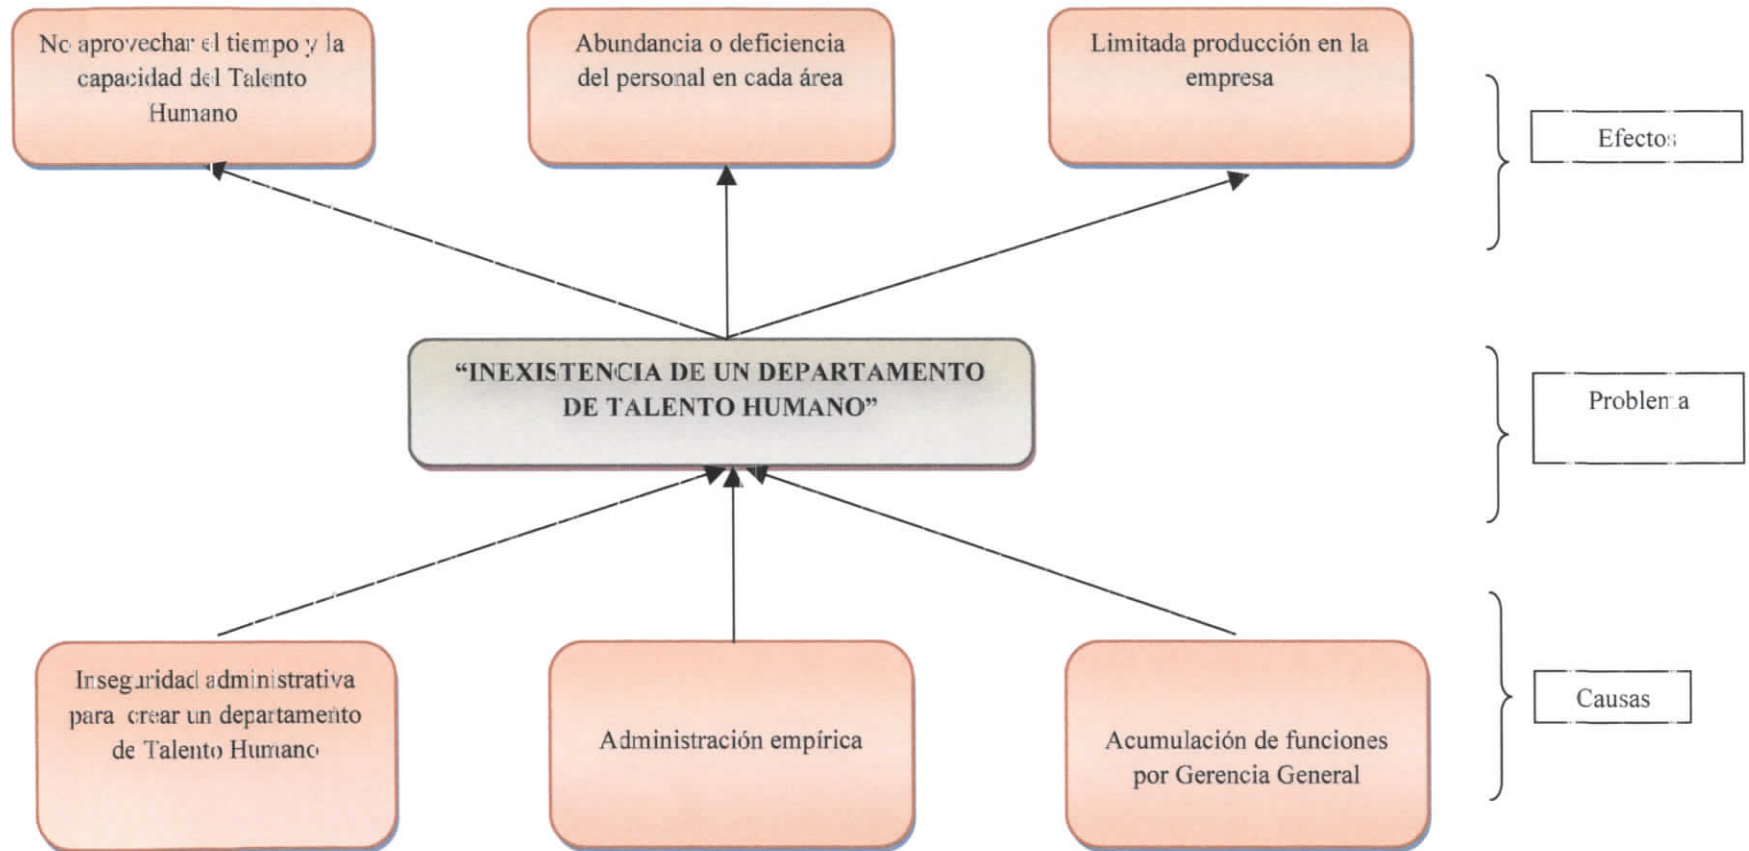 No aprovechar el tiempo y la
capacidad del Talento
Humano
Abundancia o deficiencia
del personal en cada área
Limitada producción en la
empresa
Efectos
“INEXISTENCIA DE UN DEPARTAMENTO
DE TALENTO HUMANO”
Problema
Inseguridad administrativa
para crear un departamento
de Talento Humano
Administración empírica
Acumulación de funciones
por Gerencia General
Causas